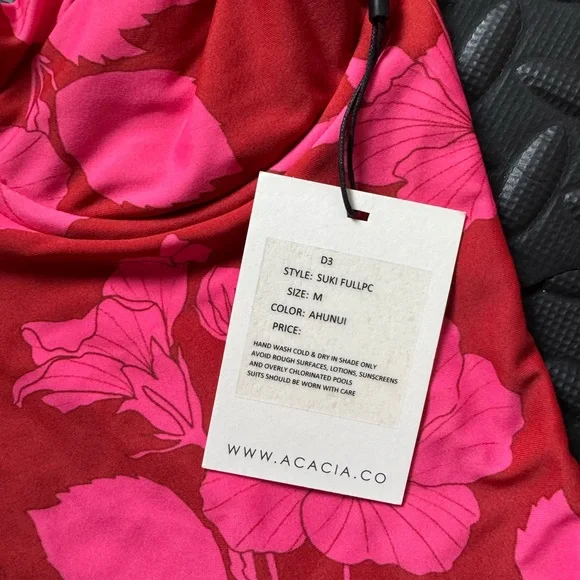 D3
STYLE: SUKI FULLPC
SIZE: M
COLOR: AHUNUI
PRICE:
HAND WASH COLD & DRY IN SHADE ONLY
AVOID ROUGH SURFACES, LOTIONS, SUNSCREENS
AND OVERLY CHLORINATED POOLS
SUITS SHOULD BE WORN WITH CARE
WWW.ACACIA.CO